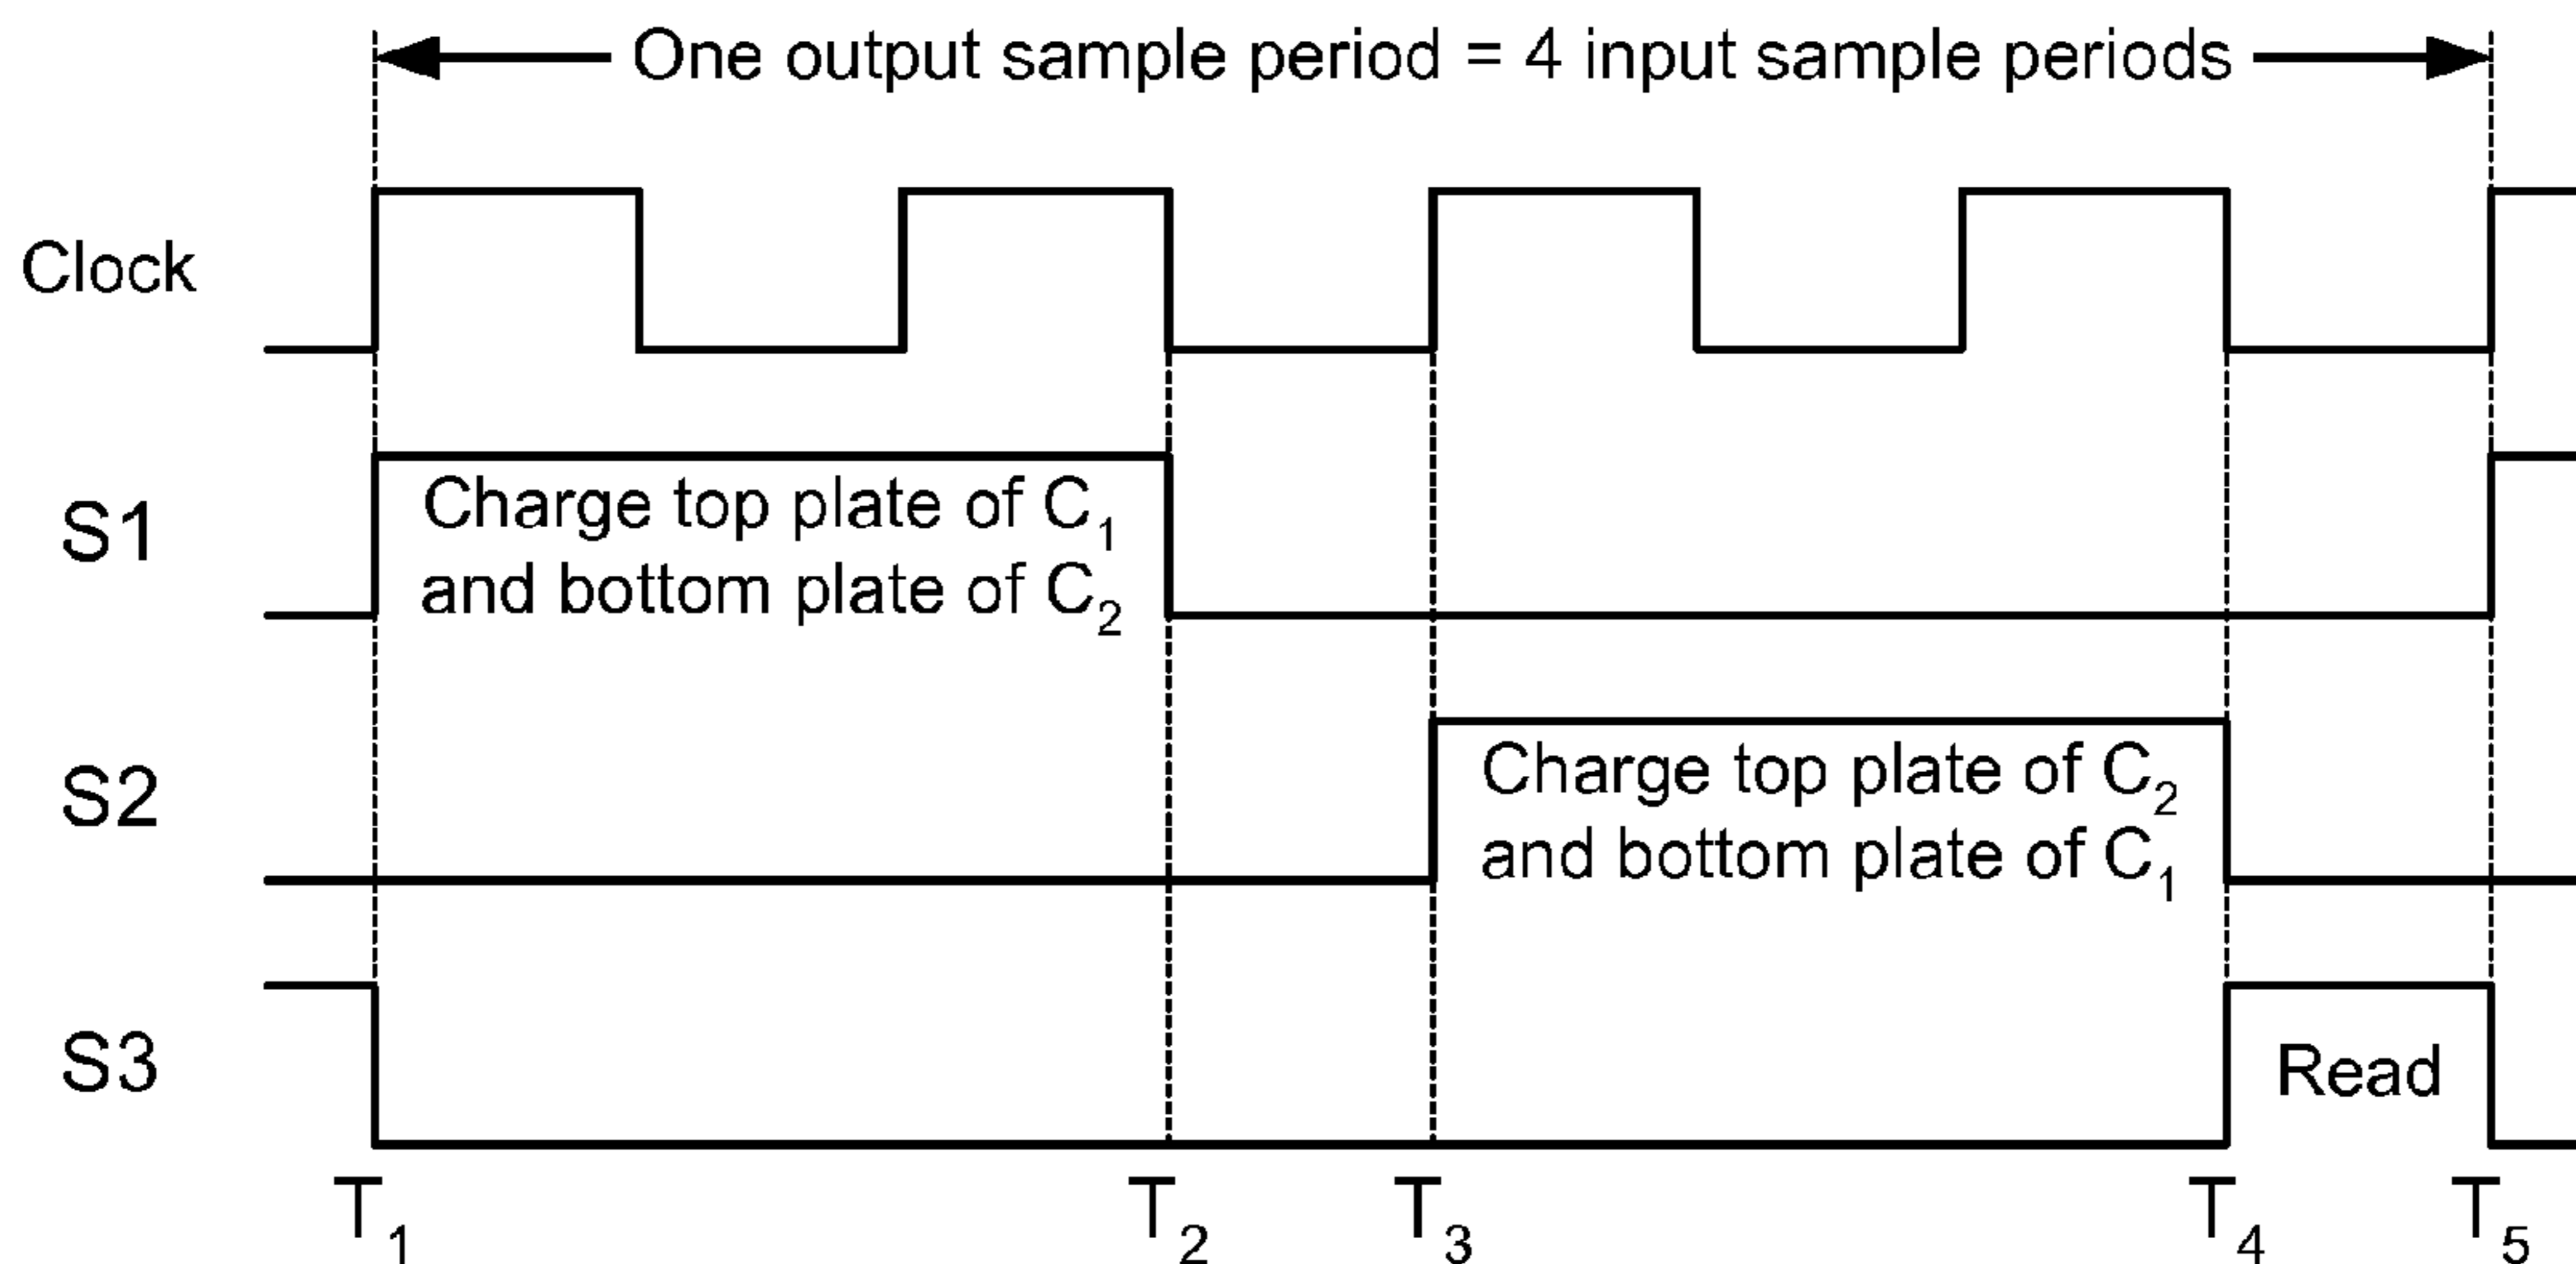 One output sample period = 4 input sample periods
Clock
S1
Charge top plate of C₁
and bottom plate of C₂
S2
Charge top plate of C₂
and bottom plate of C₁
S3
Read
T₁ T₂ T₃ T₄ T₅